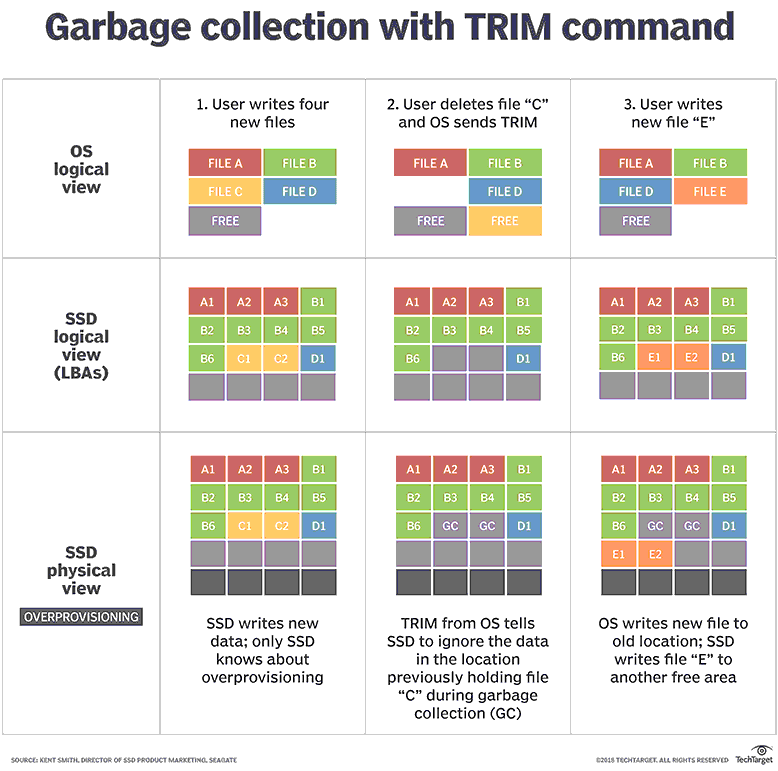 Garbage collection with TRIM command
1. User writes four
new files
2. User deletes file “C”
and OS sends TRIM
3. User writes
new file “E”
OS
logical
view
FILE A FILE B
FILE C FILE D
FREE
FILE A FILE B
FILE D
FREE FREE
FILE A FILE B
FILE D FILE E
FREE
SSD
logical
view
(LBAs)
A1 A2 A3 B1
B2 B3 B4 B5
B6 C1 C2 D1
A1 A2 A3 B1
B2 B3 B4 B5
B6 D1
A1 A2 A3 B1
B2 B3 B4 B5
B6 E1 E2 D1
SSD
physical
view
OVERPROVISIONING
A1 A2 A3 B1
B2 B3 B4 B5
B6 C1 C2 D1
SSD writes new
data; only SSD
knows about
overprovisioning
A1 A2 A3 B1
B2 B3 B4 B5
B6 GC GC D1
TRIM from OS tells
SSD to ignore the data
in the location
previously holding file
“C” during garbage
collection (GC)
A1 A2 A3 B1
B2 B3 B4 B5
B6 GC GC D1
E1 E2
OS writes new file to
old location; SSD
writes file “E” to
another free area
SOURCE: KENT SMITH, DIRECTOR OF SSD PRODUCT MARKETING, SEAGATE
©2015 TECHTARGET. ALL RIGHTS RESERVED TechTarget